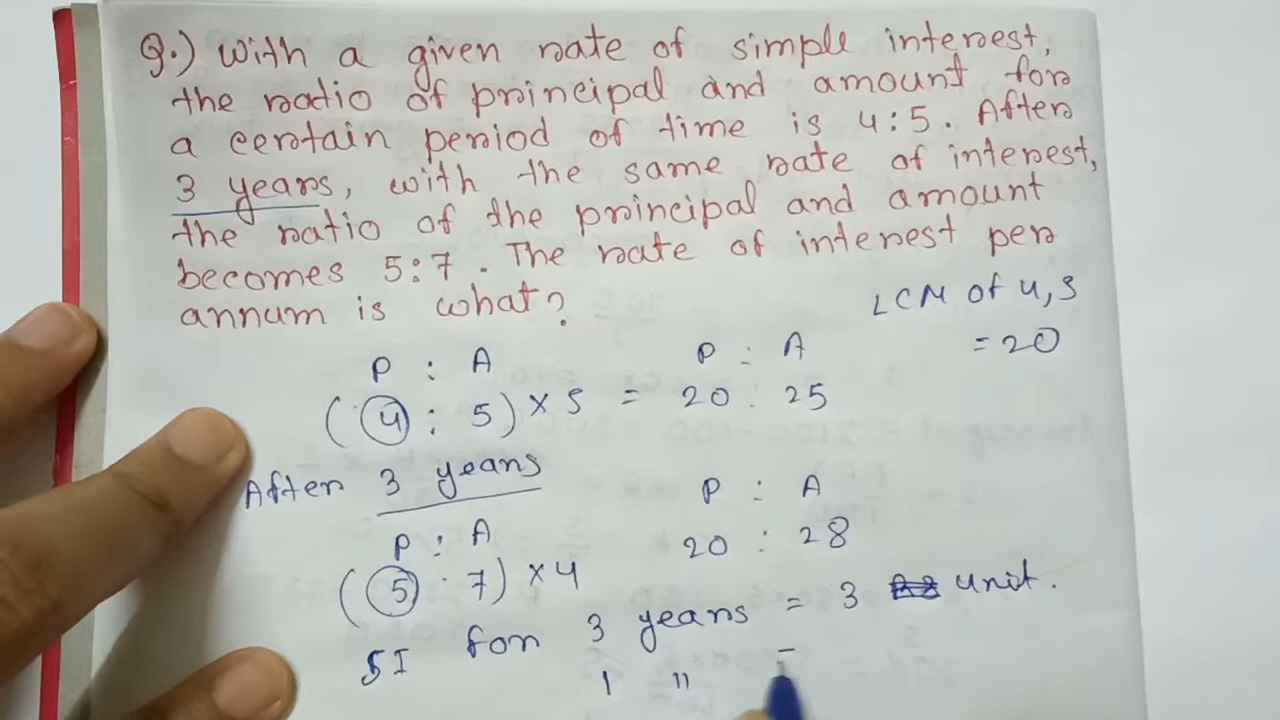 Q.) With a given rate of simple interest,
the ratio of principal and amount for
a certain period of time is 4:5. After
3 years, with the same rate of interest,
the ratio of the principal and amount
becomes 5:7. The rate of interest per
annum is what?
LCM of 4,5
= 20
P : A
P : A
(4 : 5) × 5 = 20 : 25
After 3 years
P : A
P : A
20 : 28
(5 : 7) × 4
SI for 3 years = 3 unit.
1 " =